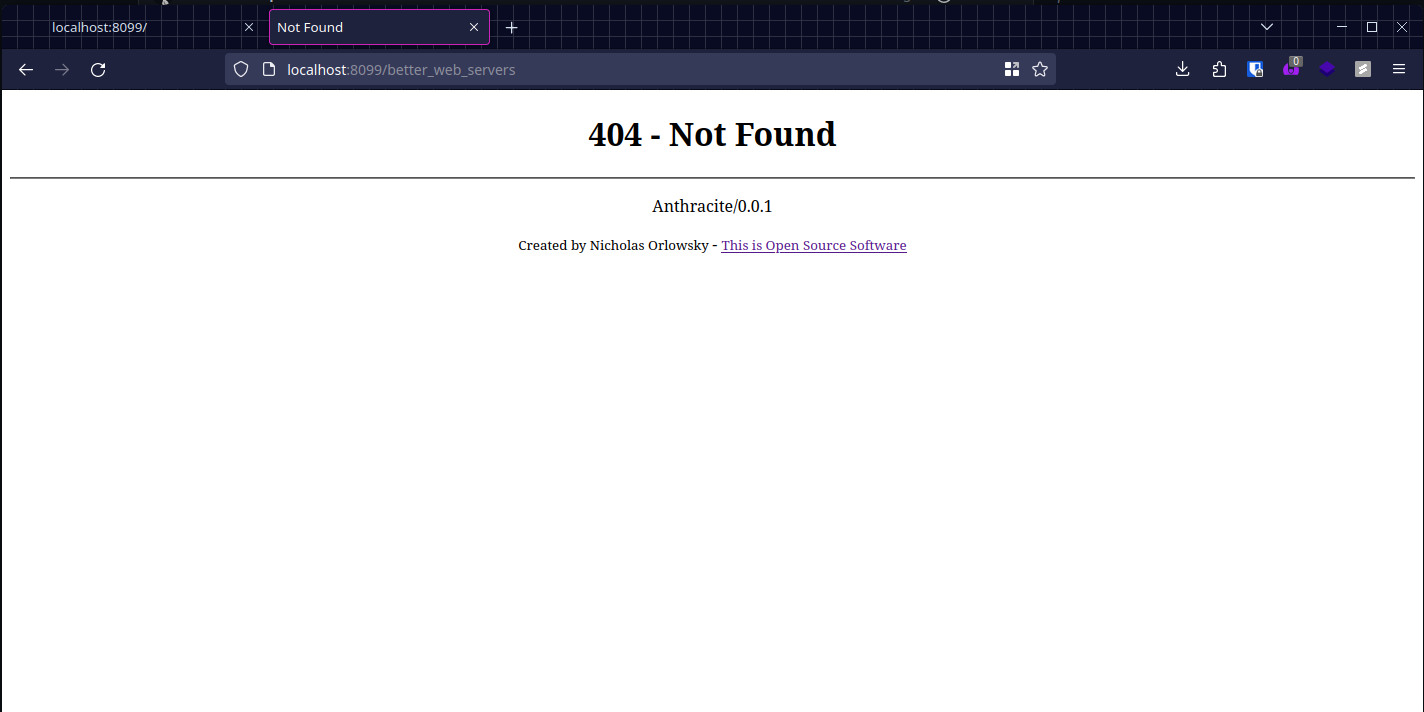 localhost:8099/
Not Found
localhost:8099/better_web_servers
0
404 - Not Found
Anthracite/0.0.1
Created by Nicholas Orlowsky - This is Open Source Software